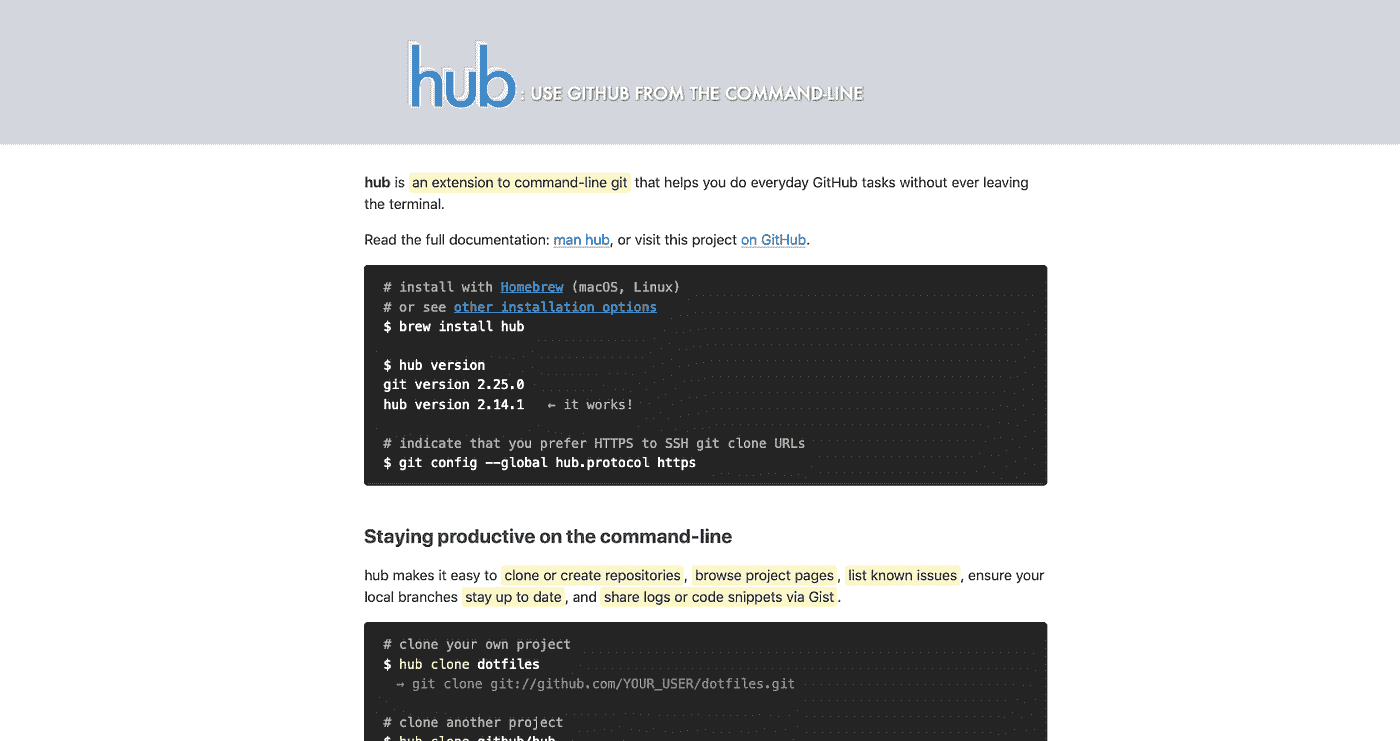 hub : USE GITHUB FROM THE COMMAND-LINE
hub is an extension to command-line git that helps you do everyday GitHub tasks without ever leaving
the terminal.
Read the full documentation: man hub, or visit this project on GitHub.
# install with Homebrew (macOS, Linux)
# or see other installation options
$ brew install hub
$ hub version
git version 2.25.0
hub version 2.14.1 ← it works!
# indicate that you prefer HTTPS to SSH git clone URLs
$ git config --global hub.protocol https
Staying productive on the command-line
hub makes it easy to clone or create repositories, browse project pages, list known issues, ensure your
local branches stay up to date, and share logs or code snippets via Gist.
# clone your own project
$ hub clone dotfiles
→ git clone git://github.com/YOUR_USER/dotfiles.git
# clone another project
$ hub clone github/hub